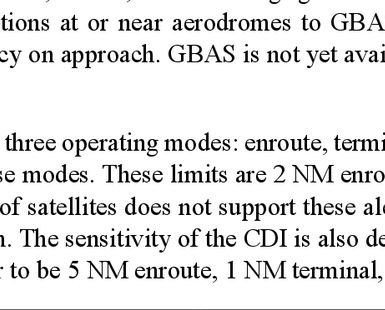 tions at or near aerodromes to GBA
cy on approach. GBAS is not yet avai
three operating modes: enroute, termi
se modes. These limits are 2 NM enro
of satellites does not support these ale
n. The sensitivity of the CDI is also de
r to be 5 NM enroute, 1 NM terminal,